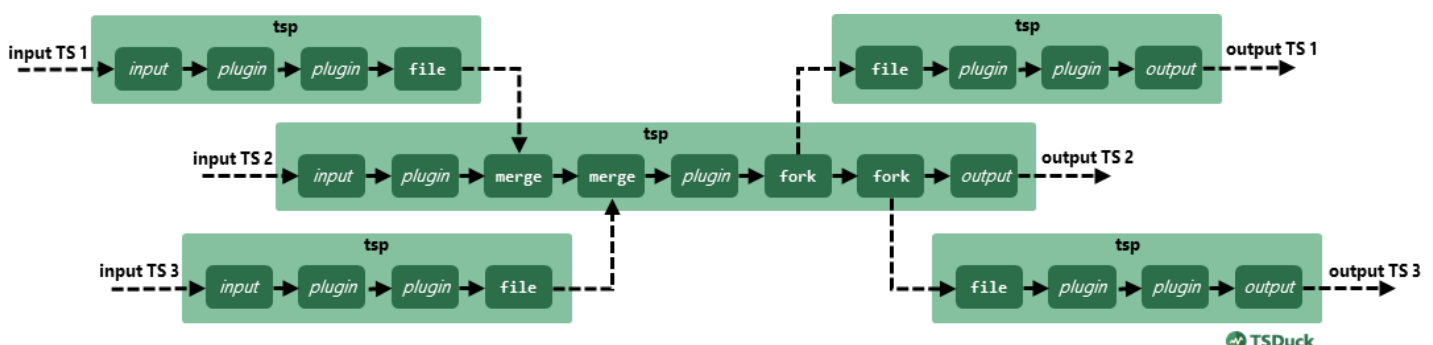 tsp
input TS 1
input plugin plugin file
tsp
output TS 1
file plugin plugin output
tsp
input TS 2
input plugin merge merge plugin fork fork output
output TS 2
tsp
input TS 3
input plugin plugin file
tsp
output TS 3
file plugin plugin output
TSDuck